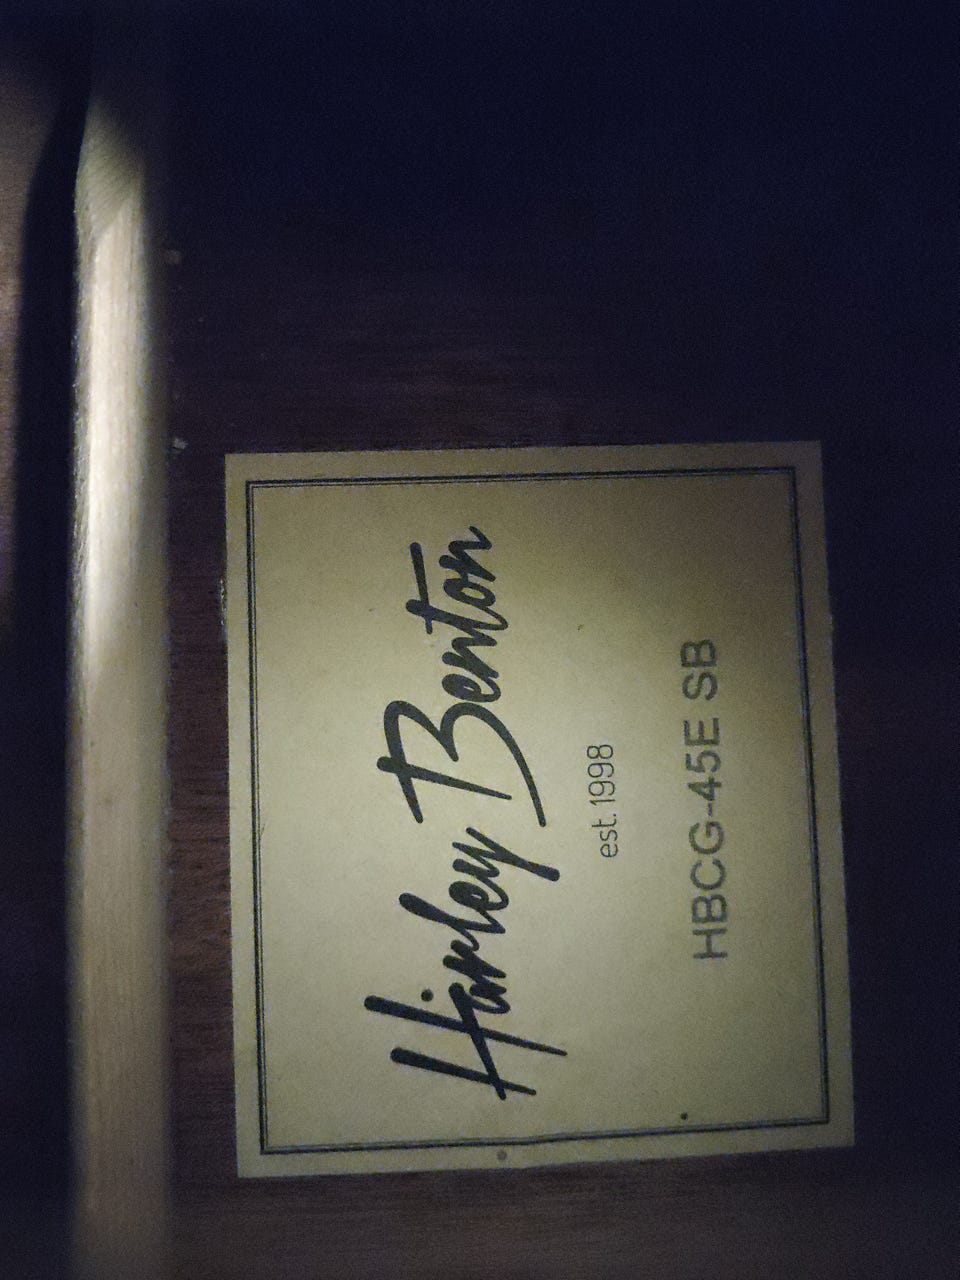 Harley Benton
est. 1998
HBCG-45E SB